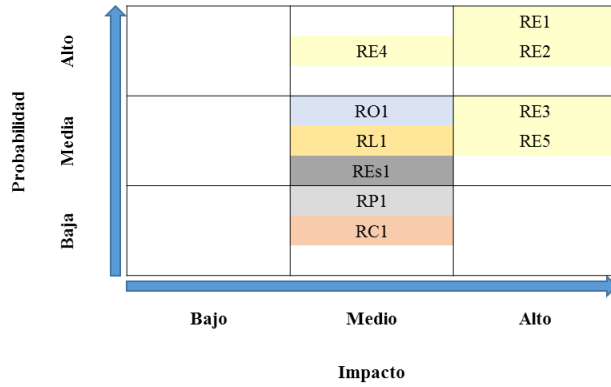 RE1
Alto
RE4
RE2
Probabilidad
RO1
RE3
Media
RL1
RE5
REs1
RP1
Baja
RC1
Bajo
Medio
Alto
Impacto